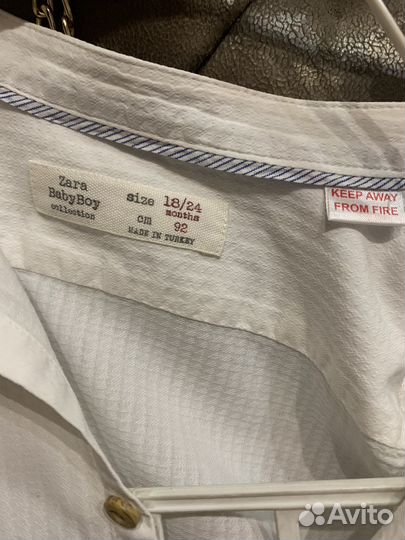 Zara
BabyBoy
collection
size 18/24
months
cm 92
MADE IN TURKEY
KEEP AWAY
FROM FIRE
Avito